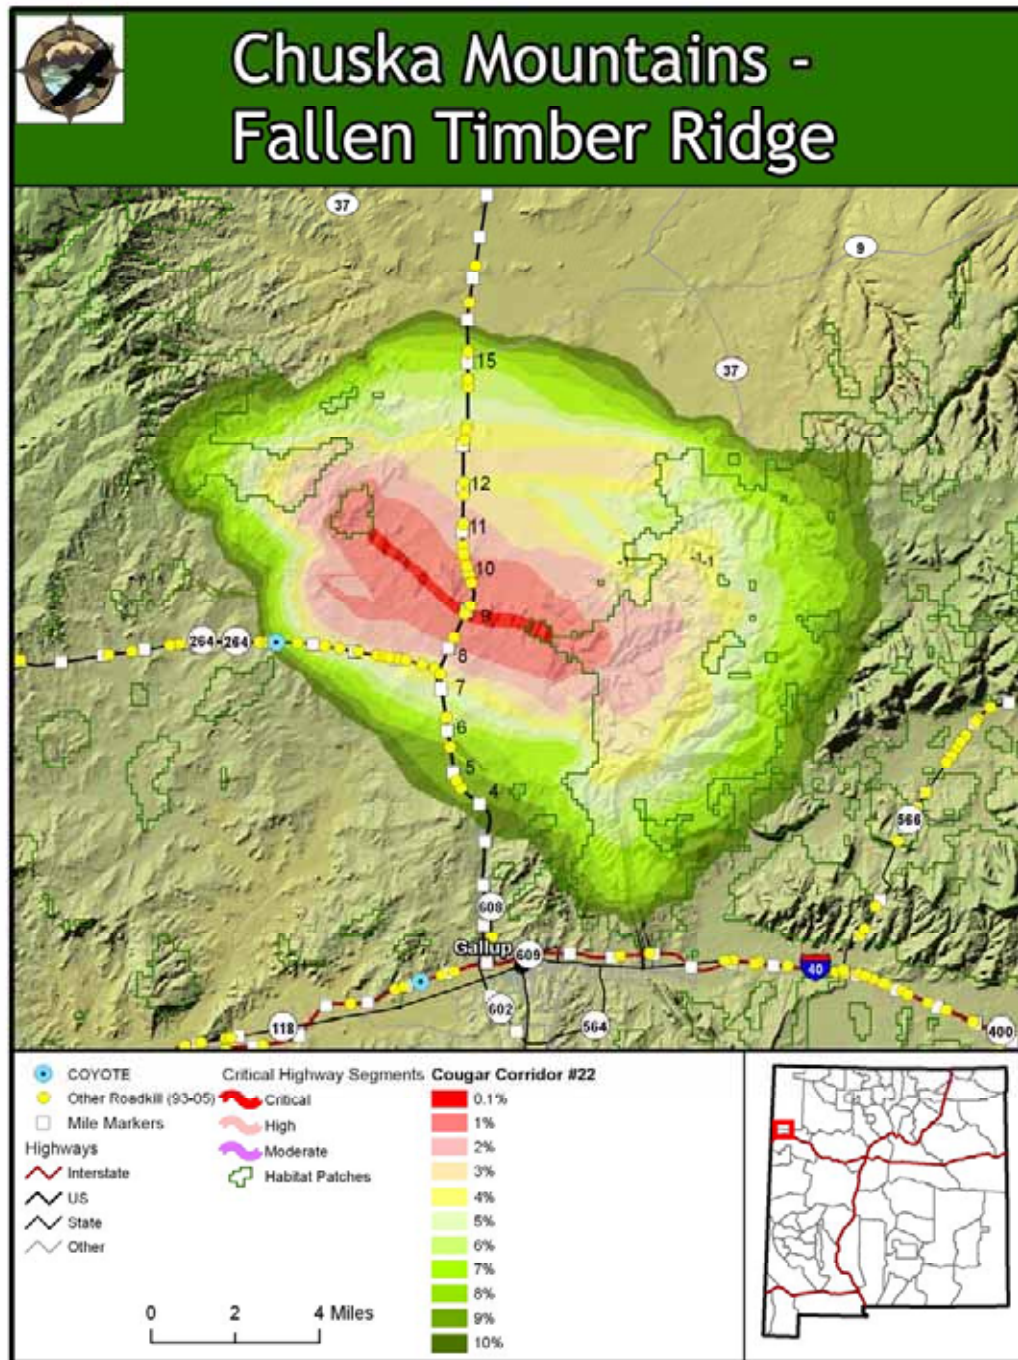 Chuska Mountains -
Fallen Timber Ridge
37
9
15
37
12
11
10
-1.1
9
264
264
8
7
6
5
4
566
608
Gallup
609
40
602
564
118
400
COYOTE
Other Roadkill (93-05)
Mile Markers
Highways
Interstate
US
State
Other
Critical Highway Segments
Critical
High
Moderate
Habitat Patches
Cougar Corridor #22
0.1%
1%
2%
3%
4%
5%
6%
7%
8%
9%
10%
0 2 4 Miles